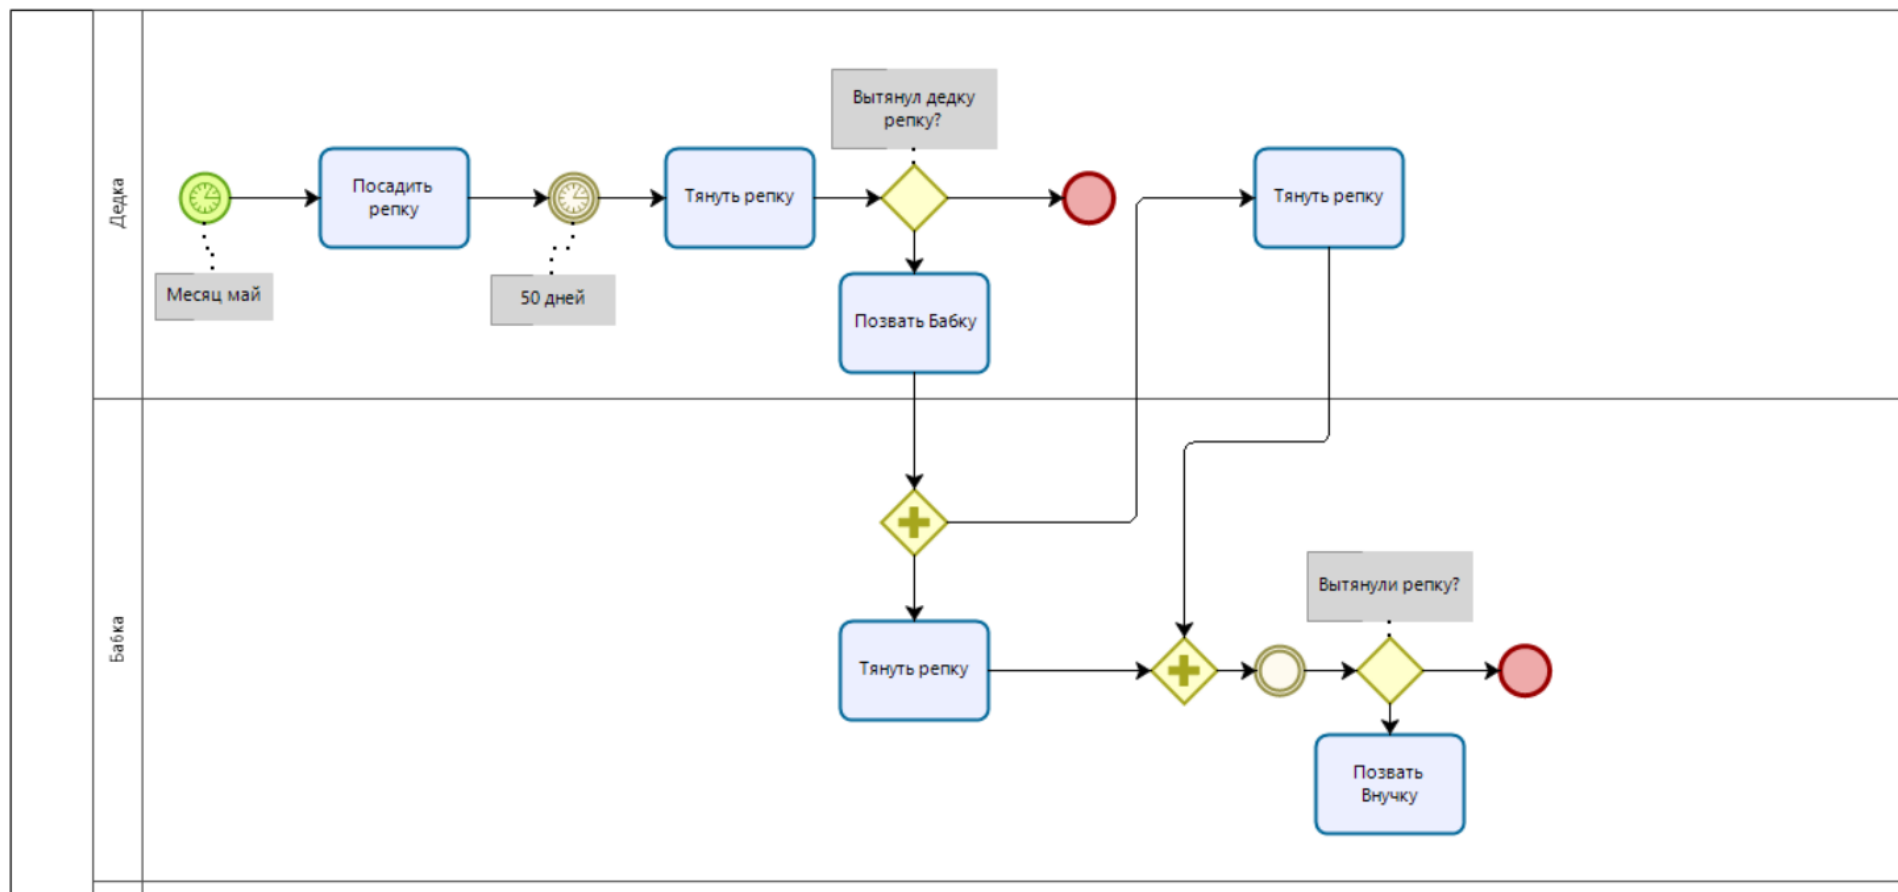 Дедка
Вытянул дедку
репку?
Посадить
репку
Тянуть репку
Тянуть репку
Месяц май
50 дней
Позвать Бабку
Бабка
Вытянули репку?
Тянуть репку
Позвать
Внучку